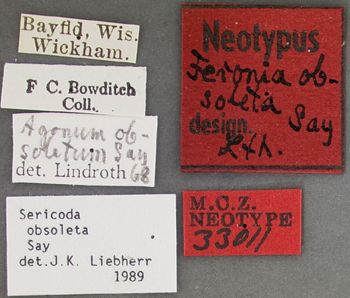 Bayfld, Wis.
Wickham.
F C. Bowditch
Coll.
Agonum ob-
soletum Say
det. Lindroth 68
Sericoda
obsoleta
Say
det.J.K. Liebherr
1989
Neotypus
Feronia ob-
soleta Say
design.
Lth.
M.C.Z.
NEOTYPE
33011